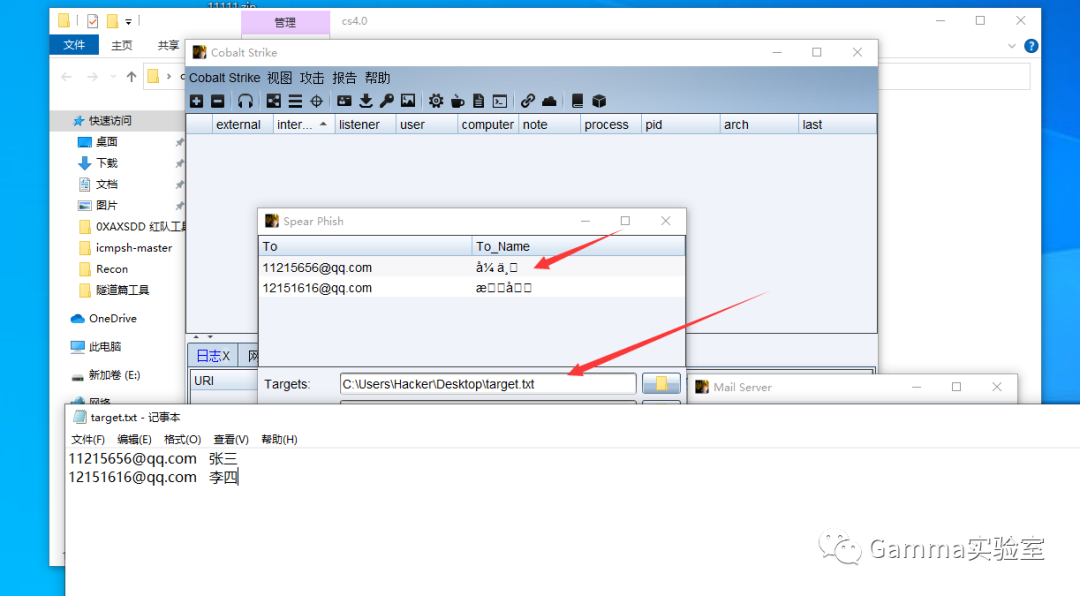 11111.zip
管理
cs4.0
文件
主页
共享
Cobalt Strike
Cobalt Strike 视图 攻击 报告 帮助
external
inter...
listener
user
computer
note
process
pid
arch
last
快速访问
桌面
下载
文档
图片
0XAXSDD 红队工具
icmpsh-master
Recon
隧道篇工具
OneDrive
此电脑
新加卷 (E:)
网络
Spear Phish
To To_Name
11215656@qq.com å¼ ä¸
12151616@qq.com æå
日志X
URI
Targets: C:\Users\Hacker\Desktop\target.txt
Mail Server
target.txt - 记事本
文件(F) 编辑(E) 格式(O) 查看(V) 帮助(H)
11215656@qq.com 张三
12151616@qq.com 李四
Gamma实验室